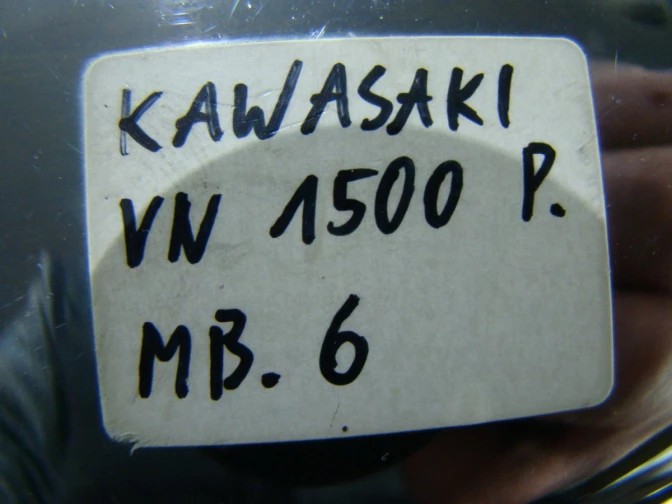 KAWASAKI
VN 1500 P.
MB. 6